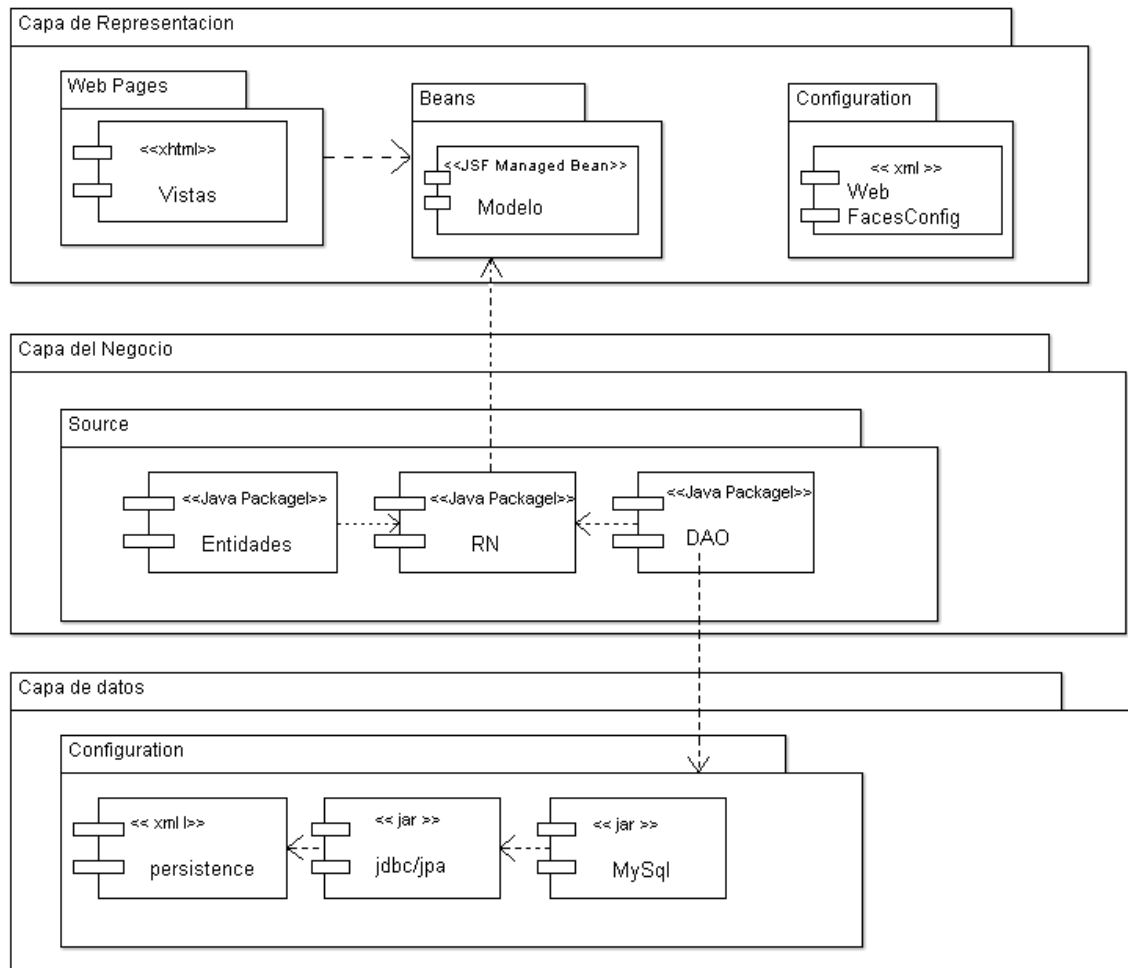 Capa de Representacion
Web Pages
<<xhtml>>
Vistas
Beans
<<JSF Managed Bean>>
Modelo
Configuration
<< xml >>
Web
FacesConfig
Capa del Negocio
Source
<<Java Packagel>>
Entidades
<<Java Packagel>>
RN
<<Java Packagel>>
DAO
Capa de datos
Configuration
<< xml l>>
persistence
<< jar >>
jdbc/jpa
<< jar >>
MySql